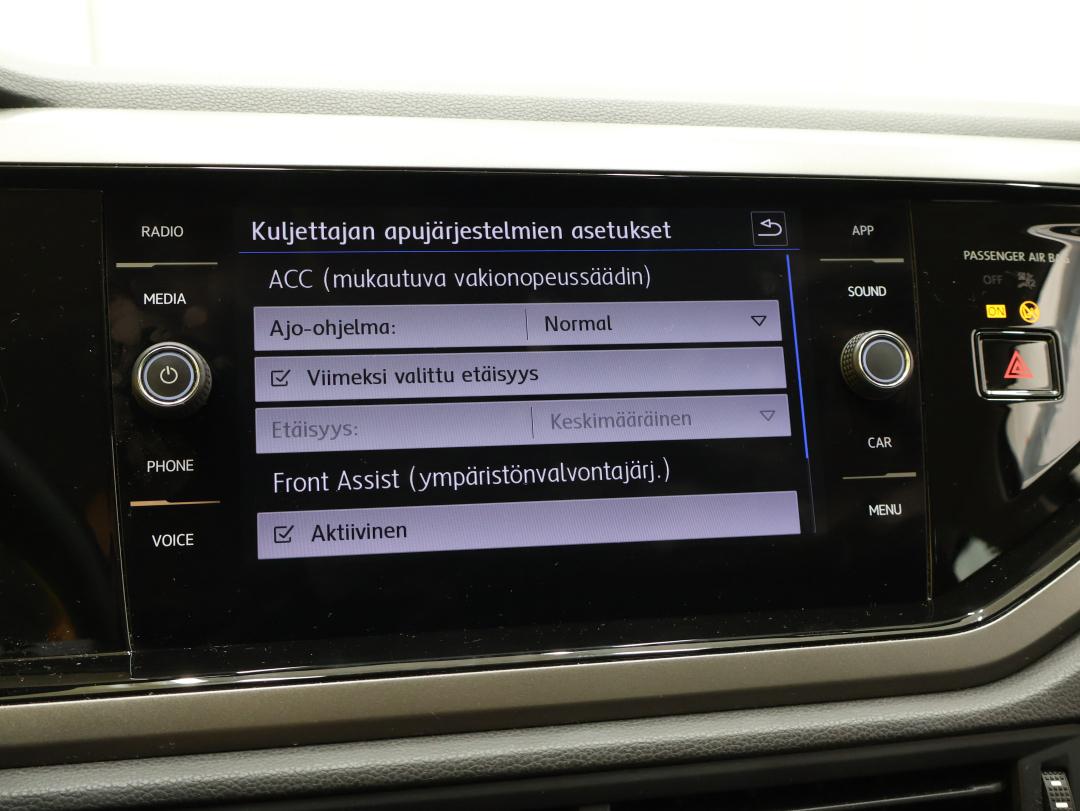 RADIO
MEDIA
PHONE
VOICE
Kuljettajan apujärjestelmien asetukset
ACC (mukautuva vakionopeussäädin)
Ajo-ohjelma: Normal
Viimeksi valittu etäisyys
Etäisyys: Keskimääräinen
Front Assist (ympäristönvalvontajärj.)
Aktiivinen
APP
SOUND
CAR
MENU
PASSENGER AIR BAG
OFF
ON